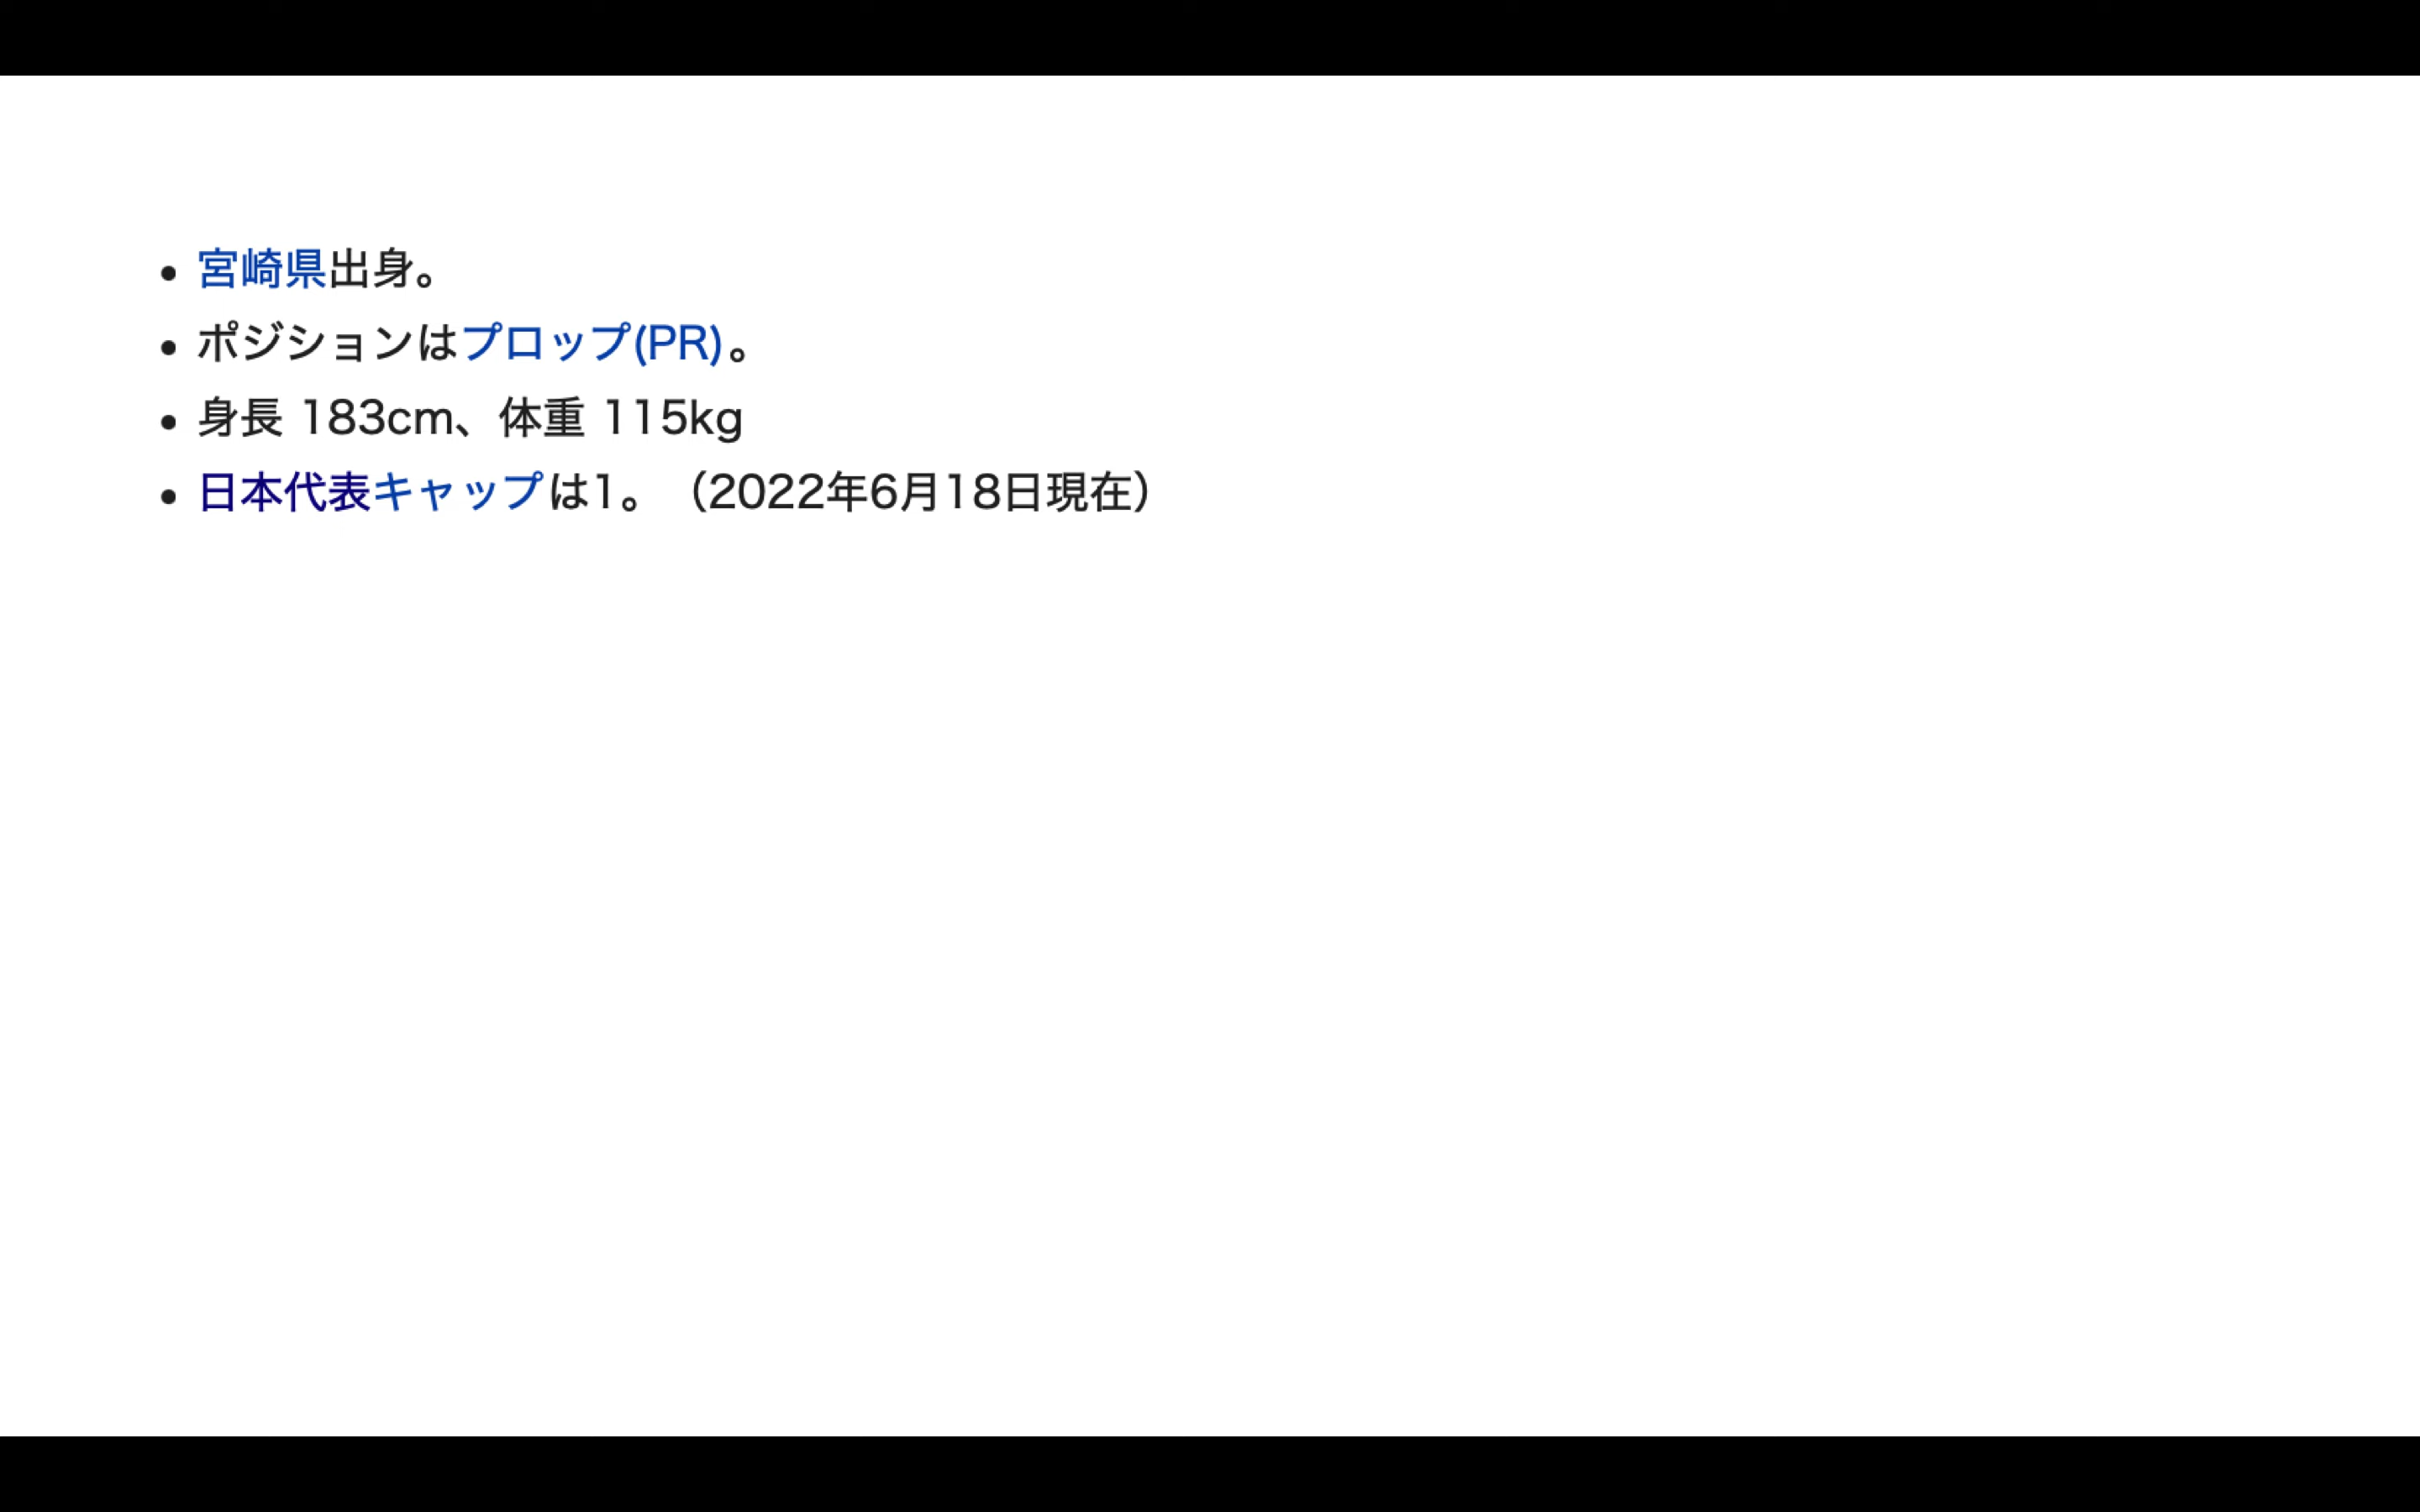 宮崎県出身。
ポジションはプロップ(PR)。
身長 183cm、体重 115kg
日本代表キャップは1。（2022年6月18日現在）